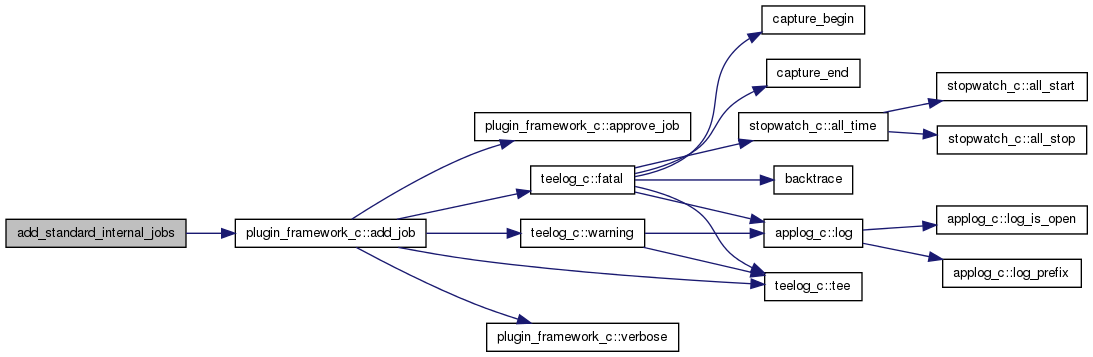 capture_begin
capture_end
stopwatch_c::all_start
plugin_framework_c::approve_job
stopwatch_c::all_time
stopwatch_c::all_stop
teelog_c::fatal
backtrace
add_standard_internal_jobs
plugin_framework_c::add_job
teelog_c::warning
applog_c::log
applog_c::log_is_open
applog_c::log_prefix
teelog_c::tee
plugin_framework_c::verbose